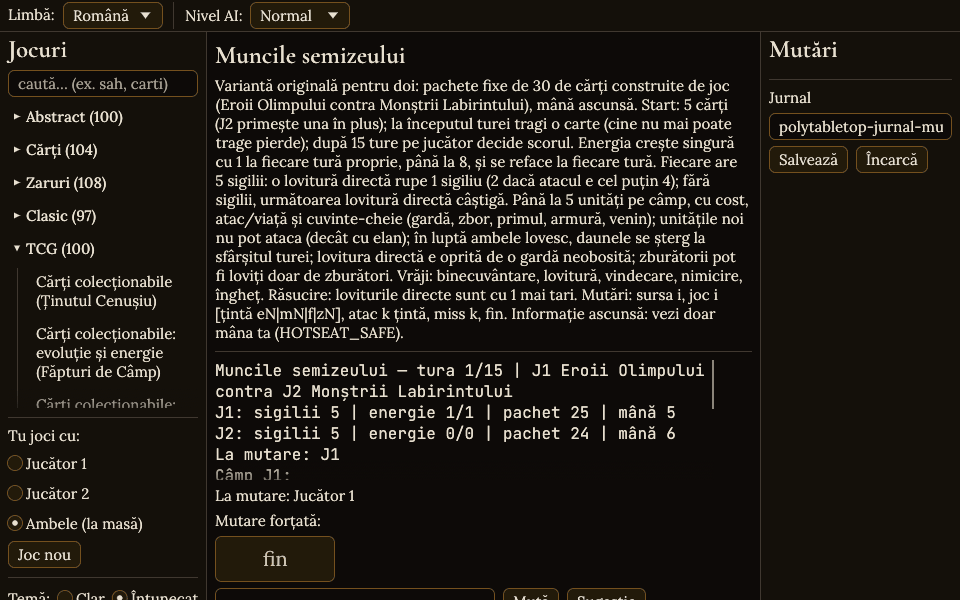 Limbă: Română ▼ Nivel AI: Normal ▼
Jocuri
caută... (ex. sah, carti)
▸ Abstract (100)
▸ Cărți (104)
▸ Zaruri (108)
▸ Clasic (97)
▾ TCG (100)
Cărți colecționabile
(Ținutul Cenușiu)
Cărți colecționabile:
evoluție și energie
(Făpturi de Câmp)
Cărți colecționabile:
Tu joci cu:
Jucător 1
Jucător 2
Ambele (la masă)
Joc nou
Temă: Clar Întunecat
Muncile semizeului
Variantă originală pentru doi: pachete fixe de 30 de cărți construite de joc
(Eroii Olimpului contra Monștrii Labirintului), mână ascunsă. Start: 5 cărți
(J2 primește una în plus); la începutul turei tragi o carte (cine nu mai poate
trage pierde); după 15 ture pe jucător decide scorul. Energia crește singură
cu 1 la fiecare tură proprie, până la 8, și se reface la fiecare tură. Fiecare are
5 sigilii: o lovitură directă rupe 1 sigiliu (2 dacă atacul e cel puțin 4); fără
sigilii, următoarea lovitură directă câștigă. Până la 5 unități pe câmp, cu cost,
atac/viață și cuvinte-cheie (gardă, zbor, primul, armură, venin); unitățile noi
nu pot ataca (decât cu elan); în luptă ambele lovesc, daunele se șterg la
sfârșitul turei; lovitura directă e oprită de o gardă neobosită; zburătorii pot
fi loviți doar de zburători. Vrăji: binecuvântare, lovitură, vindecare, nimicire,
îngheț. Răsucire: loviturile directe sunt cu 1 mai tari. Mutări: sursa i, joc i
[țintă eN|mN|f|zN], atac k țintă, miss k, fin. Informație ascunsă: vezi doar
mâna ta (HOTSEAT_SAFE).
Muncile semizeului — tura 1/15 | J1 Eroii Olimpului
contra J2 Monștrii Labirintului
J1: sigilii 5 | energie 1/1 | pachet 25 | mână 5
J2: sigilii 5 | energie 0/0 | pachet 24 | mână 6
La mutare: J1
Câmp J1:
La mutare: Jucător 1
Mutare forțată:
fin
Mută Sugestie
Mutări
Jurnal
polytabletop-jurnal-mu
Salvează Încarcă